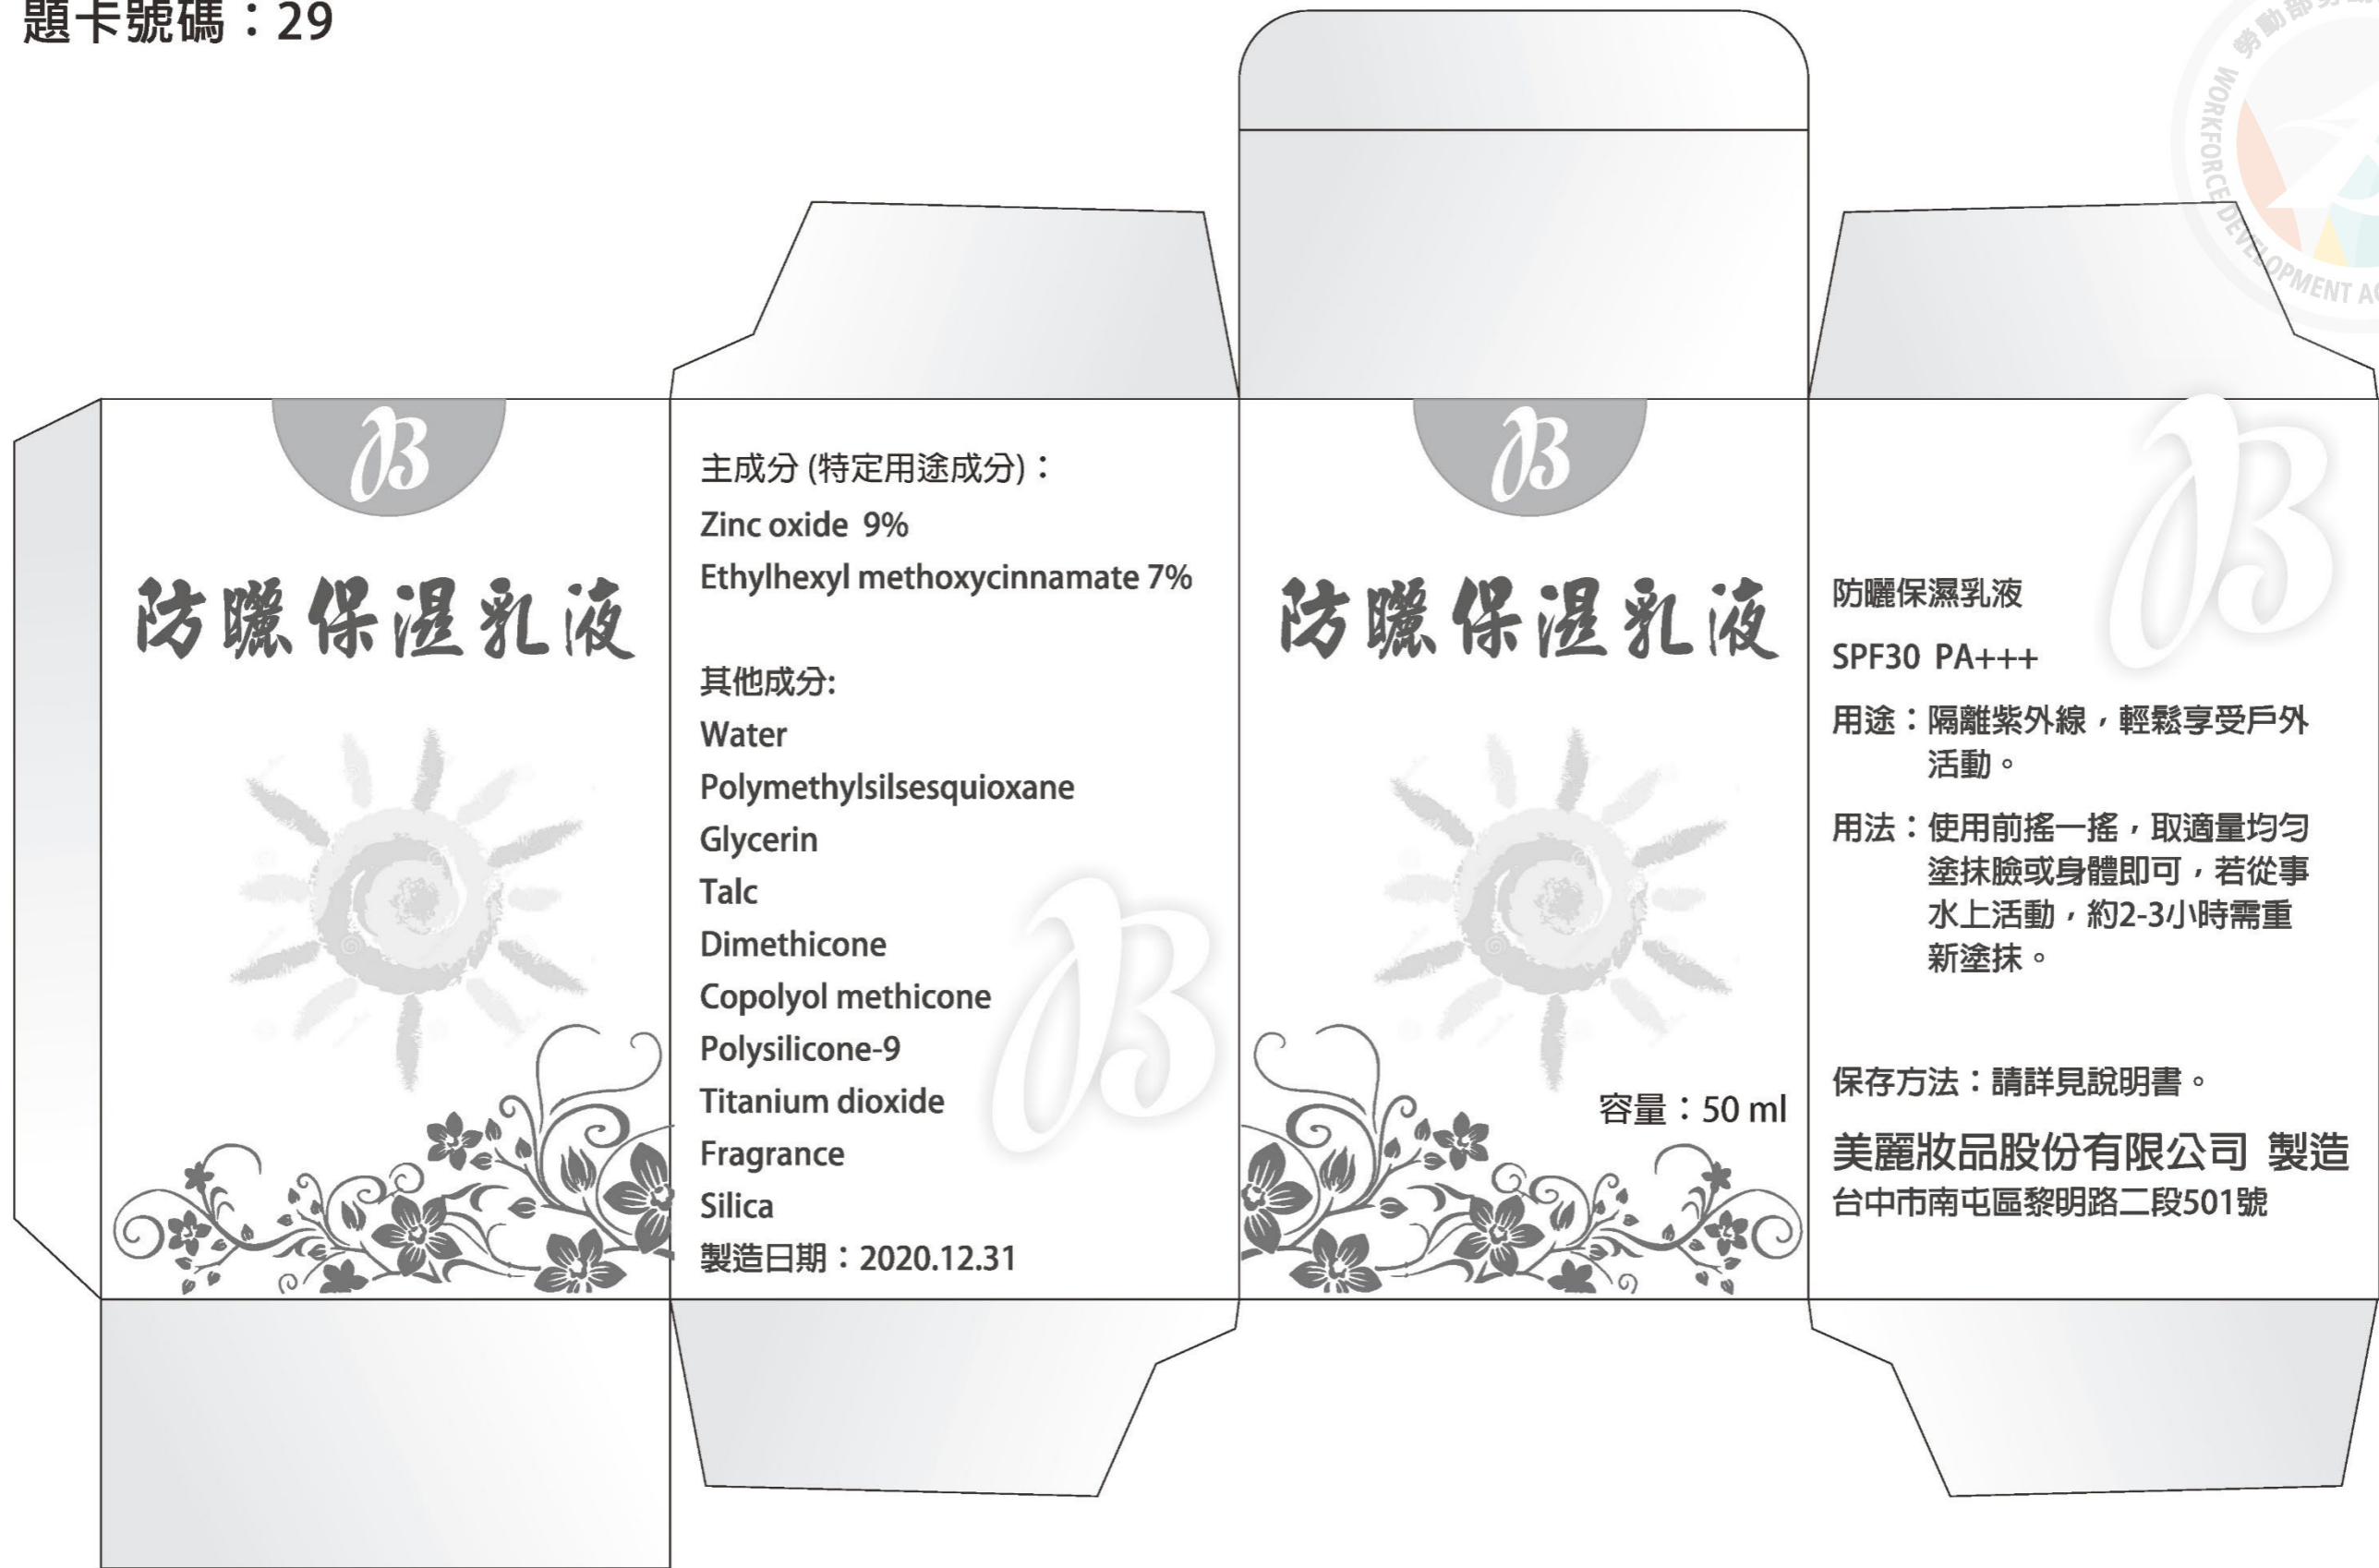 題卡號碼：29
勞動部勞
WORKFORCE DEVELOPMENT
B
防曬保濕乳液
主成分 (特定用途成分)：
Zinc oxide 9%
Ethylhexyl methoxycinnamate 7%
其他成分:
Water
Polymethylsilsesquioxane
Glycerin
Talc
Dimethicone
Copolyol methicone
Polysilicone-9
Titanium dioxide
Fragrance
Silica
製造日期：2020.12.31
B
B
防曬保濕乳液
容量：50 ml
B
防曬保濕乳液
SPF30 PA+++
用途：隔離紫外線，輕鬆享受戶外
活動。
用法：使用前搖一搖，取適量均勻
塗抹臉或身體即可，若從事
水上活動，約2-3小時需重
新塗抹。
保存方法：請詳見說明書。
美麗妝品股份有限公司 製造
台中市南屯區黎明路二段501號